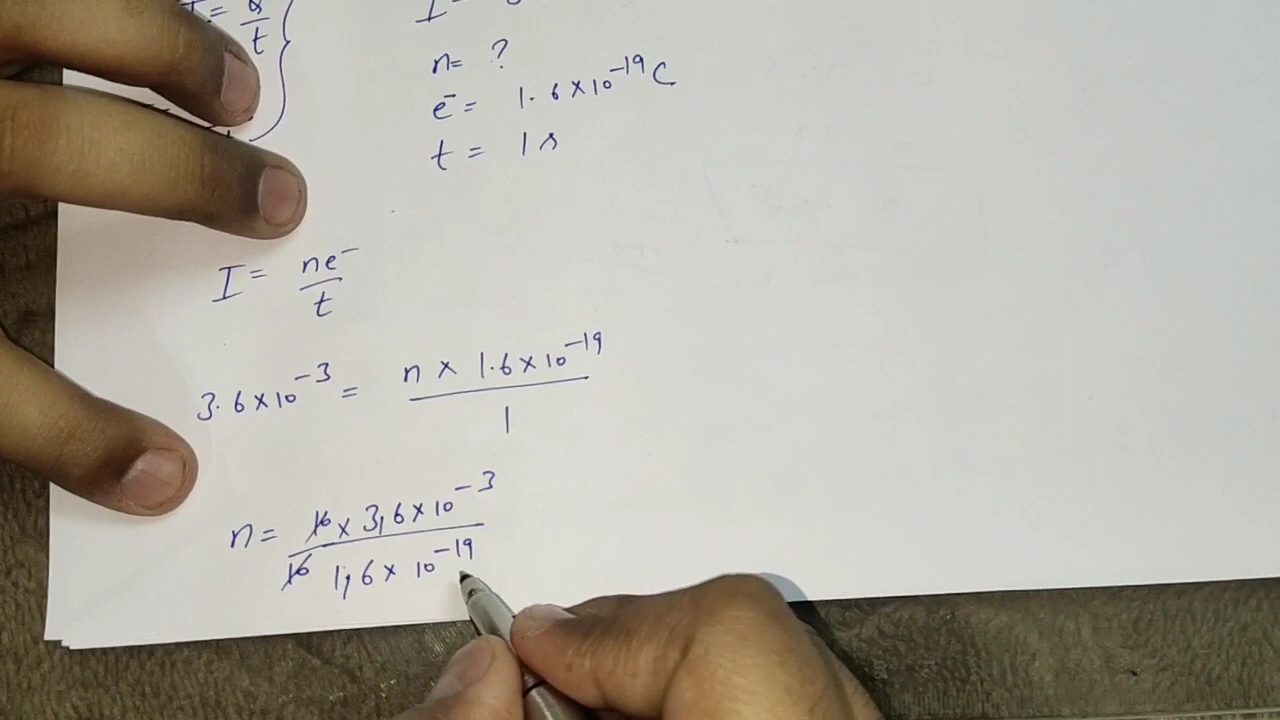 = Q/t
I =
n= ?
e⁻ = 1.6×10⁻¹⁹ C
t = 1s
I = ne⁻/t
3.6×10⁻³ = n × 1.6×10⁻¹⁹/1
n = 10 × 3,6×10⁻³/10 1,6× 10⁻¹⁹